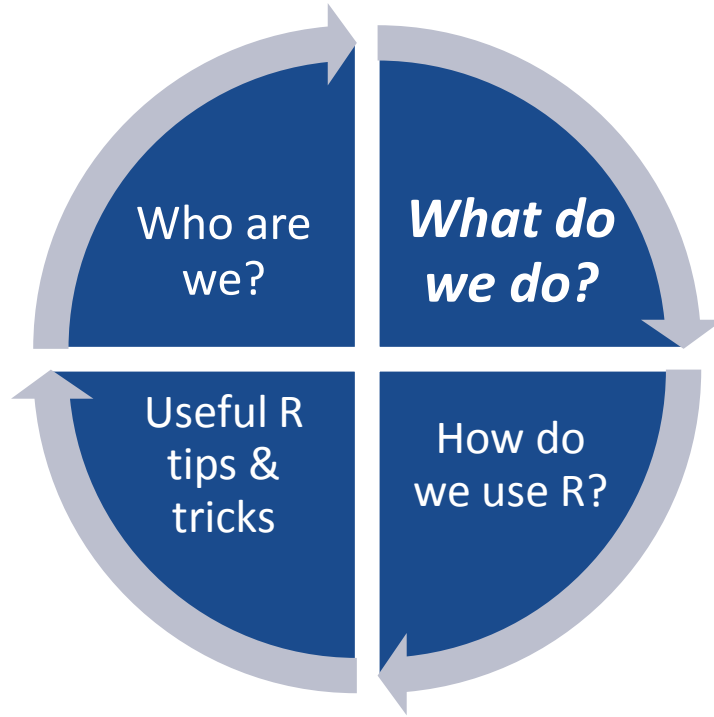 Who are
we?
What do
we do?
How do
we use R?
Useful R
tips &
tricks